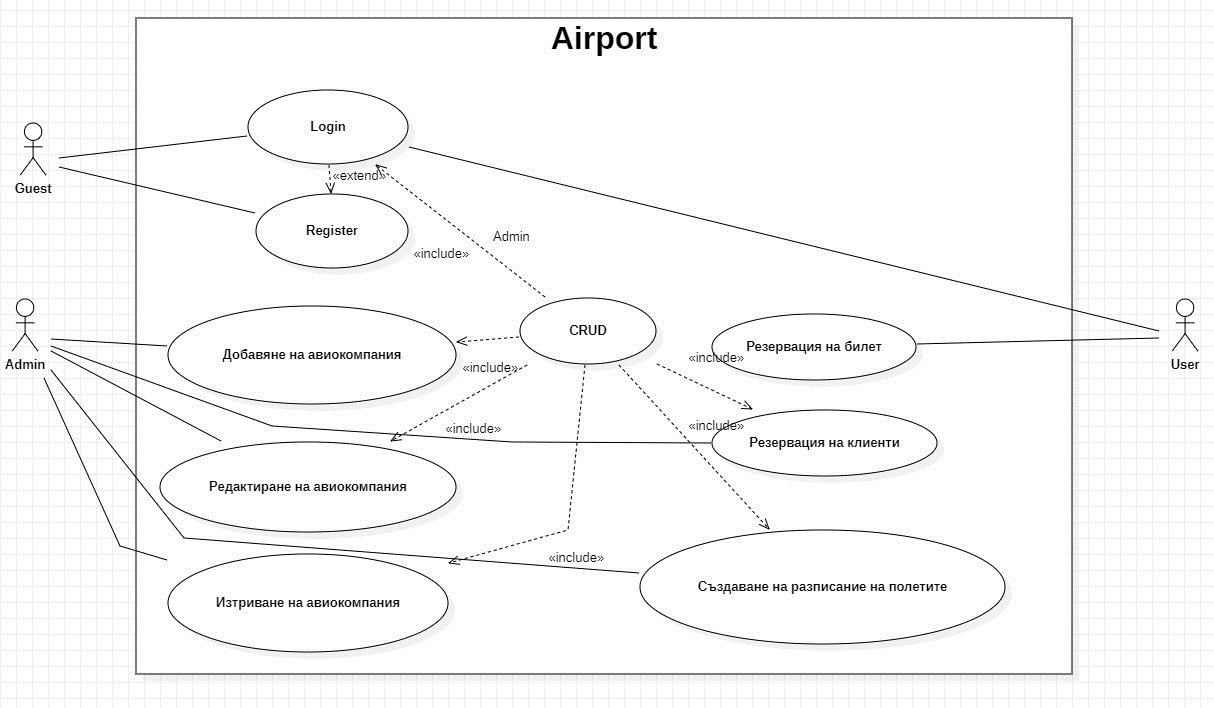 Airport
Login
Guest
«extend»
Register
Admin
«include»
CRUD
Добавяне на авиокомпания
Резервация на билет
«include»
Admin
User
«include»
«include»
«include»
Резервация на клиенти
Редактиране на авиокомпания
«include»
Създаване на разписание на полетите
Изтриване на авиокомпания